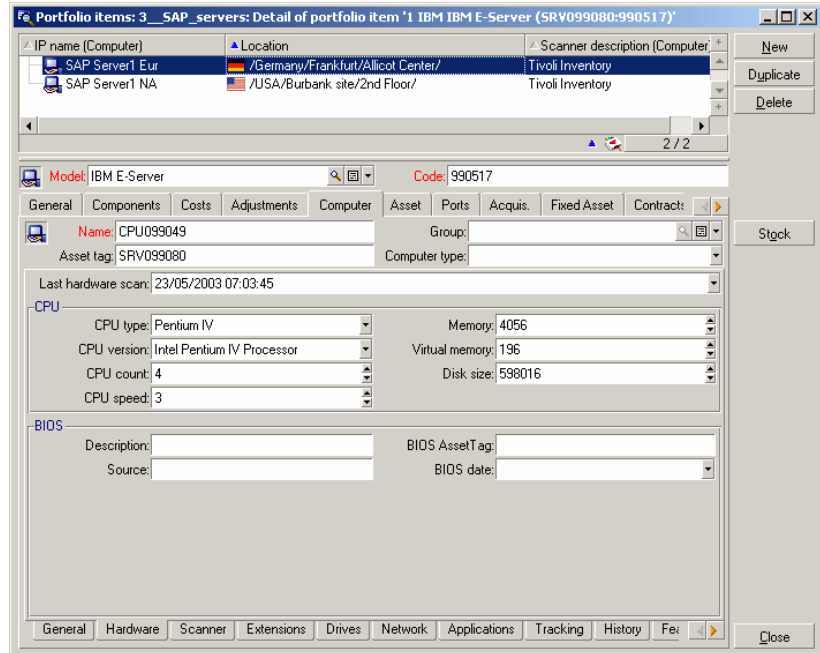 Portfolio items: 3__SAP_servers: Detail of portfolio item '1 IBM IBM E-Server (SRV099080:990517)'
IP name (Computer) Location Scanner description (Computer)
SAP Server1 Eur /Germany/Frankfurt/Allicot Center/ Tivoli Inventory
SAP Server1 NA /USA/Burbank site/2nd Floor/ Tivoli Inventory
2 / 2
New
Duplicate
Delete
Model: IBM E-Server Code: 990517
General Components Costs Adjustments Computer Asset Ports Acquis. Fixed Asset Contracts
Name: CPU099049 Group:
Stock
Asset tag: SRV099080 Computer type:
Last hardware scan: 23/05/2003 07:03:45
CPU
CPU type: Pentium IV Memory: 4056
CPU version: Intel Pentium IV Processor Virtual memory: 196
CPU count: 4 Disk size: 598016
CPU speed: 3
BIOS
Description: BIOS AssetTag:
Source: BIOS date:
General Hardware Scanner Extensions Drives Network Applications Tracking History Fea
Close